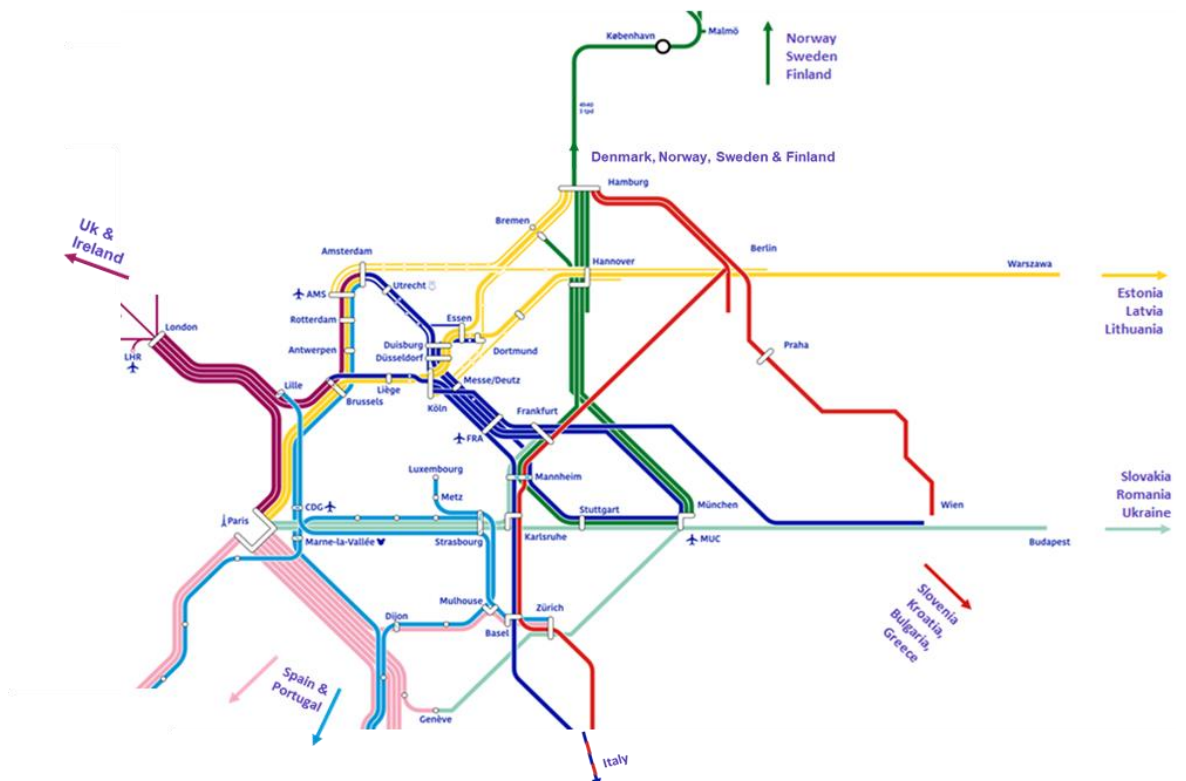 København
Malmö
Norway
Sweden
Finland
Denmark, Norway, Sweden & Finland
Hamburg
Bremen
Uk &
Ireland
Amsterdam
Hannover
Berlin
Warszawa
Utrecht
AMS
Estonia
Latvia
Lithuania
Rotterdam
Essen
London
Antwerpen
Duisburg
Düsseldorf
Dortmund
Praha
LHR
Lille
Brussels
Liège
Messe/Deutz
Köln
Frankfurt
FRA
Luxembourg
Metz
Mannheim
Slovakia
Romania
Ukraine
CDG
Paris
Stuttgart
München
Wien
Marne-la-Vallée
Strasbourg
Karlsruhe
MUC
Budapest
Mulhouse
Zürich
Dijon
Basel
Slovenia
Kroatia,
Bulgaria,
Greece
Spain &
Portugal
Genève
Italy